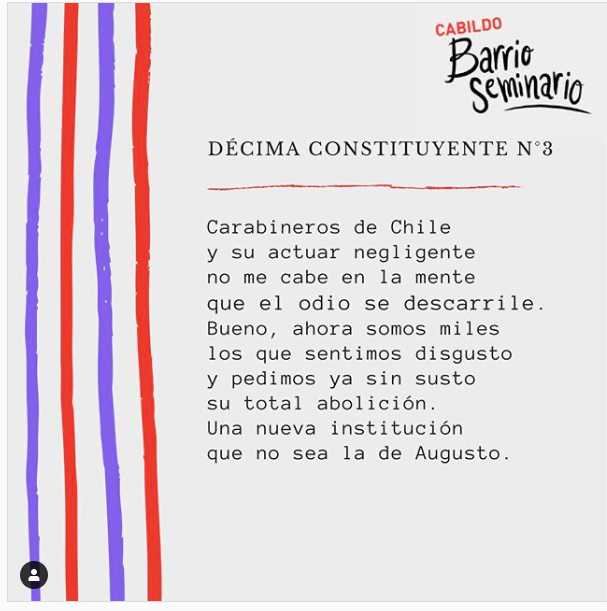 CABILDO
Barrio
Seminario
DÉCIMA CONSTITUYENTE N°3
Carabineros de Chile
y su actuar negligente
no me cabe en la mente
que el odio se descarrile.
Bueno, ahora somos miles
los que sentimos disgusto
y pedimos ya sin susto
su total abolición.
Una nueva institución
que no sea la de Augusto.